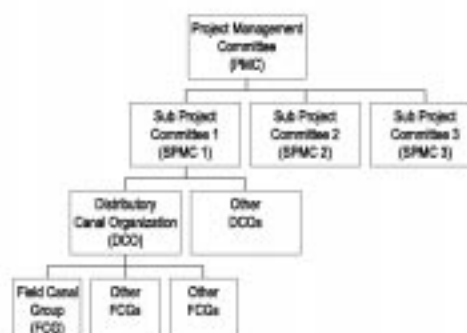 Project Management
Committee
(PMC)
Sub Project
Committee 1
(SPMC 1)
Sub Project
Committee 2
(SPMC 2)
Sub Project
Committee 3
(SPMC 3)
Distributory
Canal Organization
(DCO)
Other
DCOs
Field Canal
Group
(FCG)
Other
FCGs
Other
FCGs